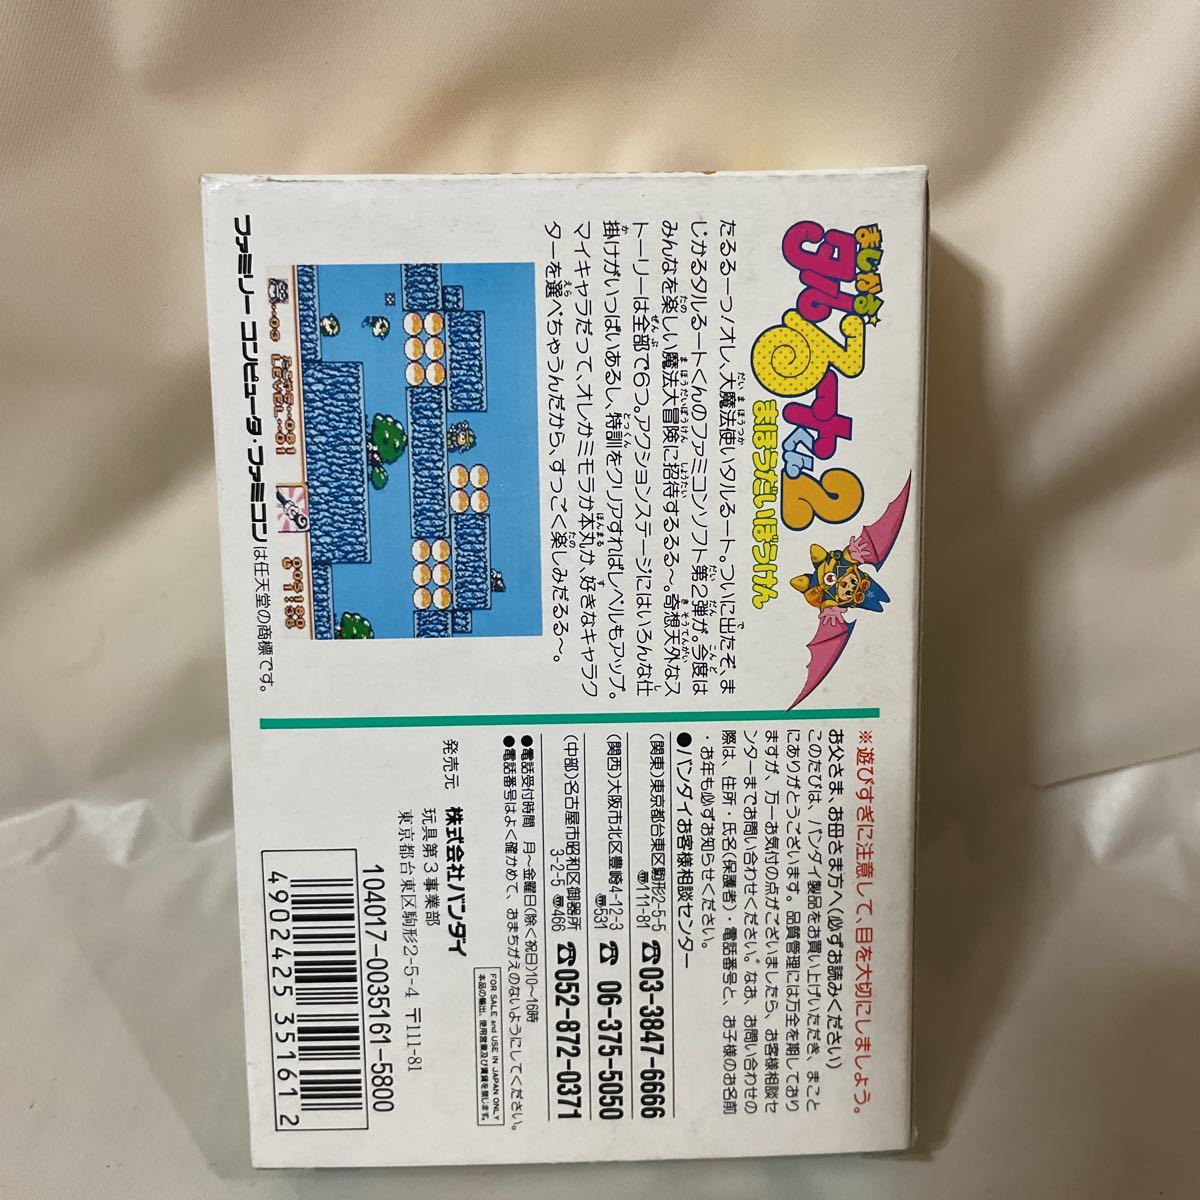 まじかる☆
タルるートくん2
まほうだいぼうけん
たるる一つ!オレ、大魔法使いタルるート。ついに出たぞ、ま
じかるタルるートくんのファミコンソフト第2弾が。今度は
みんなを楽しい魔法大冒険に招待するるる〜。奇想天外なス
トーリーは全部で6つ。アクションステージにはいろんな仕
掛けがいっぱいあるし、特訓をクリアすればレベルもアップ。
マイキャラだって、オレかミモラか本丸か、好きなキャラク
ターを選べちゃうんだから、すっごく楽しみだるる〜。
ファミリーコンピュータ・ファミコンは任天堂の商標です。
※遊びすぎに注意して、目を大切にしましょう。
お父さま、お母さま方へ(必ずお読みください)
このたびは、バンダイ製品をお買い上げいただき、まこと
にありがとうございます。品質管理には万全を期しており
ますが、万一お気付の点がございましたら、お客様相談セ
ンターまでお問い合わせください。なお、お問い合わせの
際は、住所・氏名(保護者)・電話番号と、お子様のお名前
・お年も必ずお知らせください。
●バンダイお客様相談センター
(関東)東京都台東区駒形2-5-5 〠111-81 ☎03-3847-6666
(関西)大阪市北区豊崎4-12-3 〠531 ☎06-375-5050
(中部)名古屋市昭和区御器所3-2-5 〠466 ☎052-872-0371
●電話受付時間 月〜金曜日(除く祝日)10〜16時
●電話番号はよく確かめて、おまちがえのないようにしてください。
発売元 株式会社バンダイ
玩具第3事業部
東京都台東区駒形2-5-4 〒111-81
FOR SALE and USE IN JAPAN ONLY
本品の輸出、使用営業及び賃貸を禁じます。
104017-0035161-5800
4902425 351612